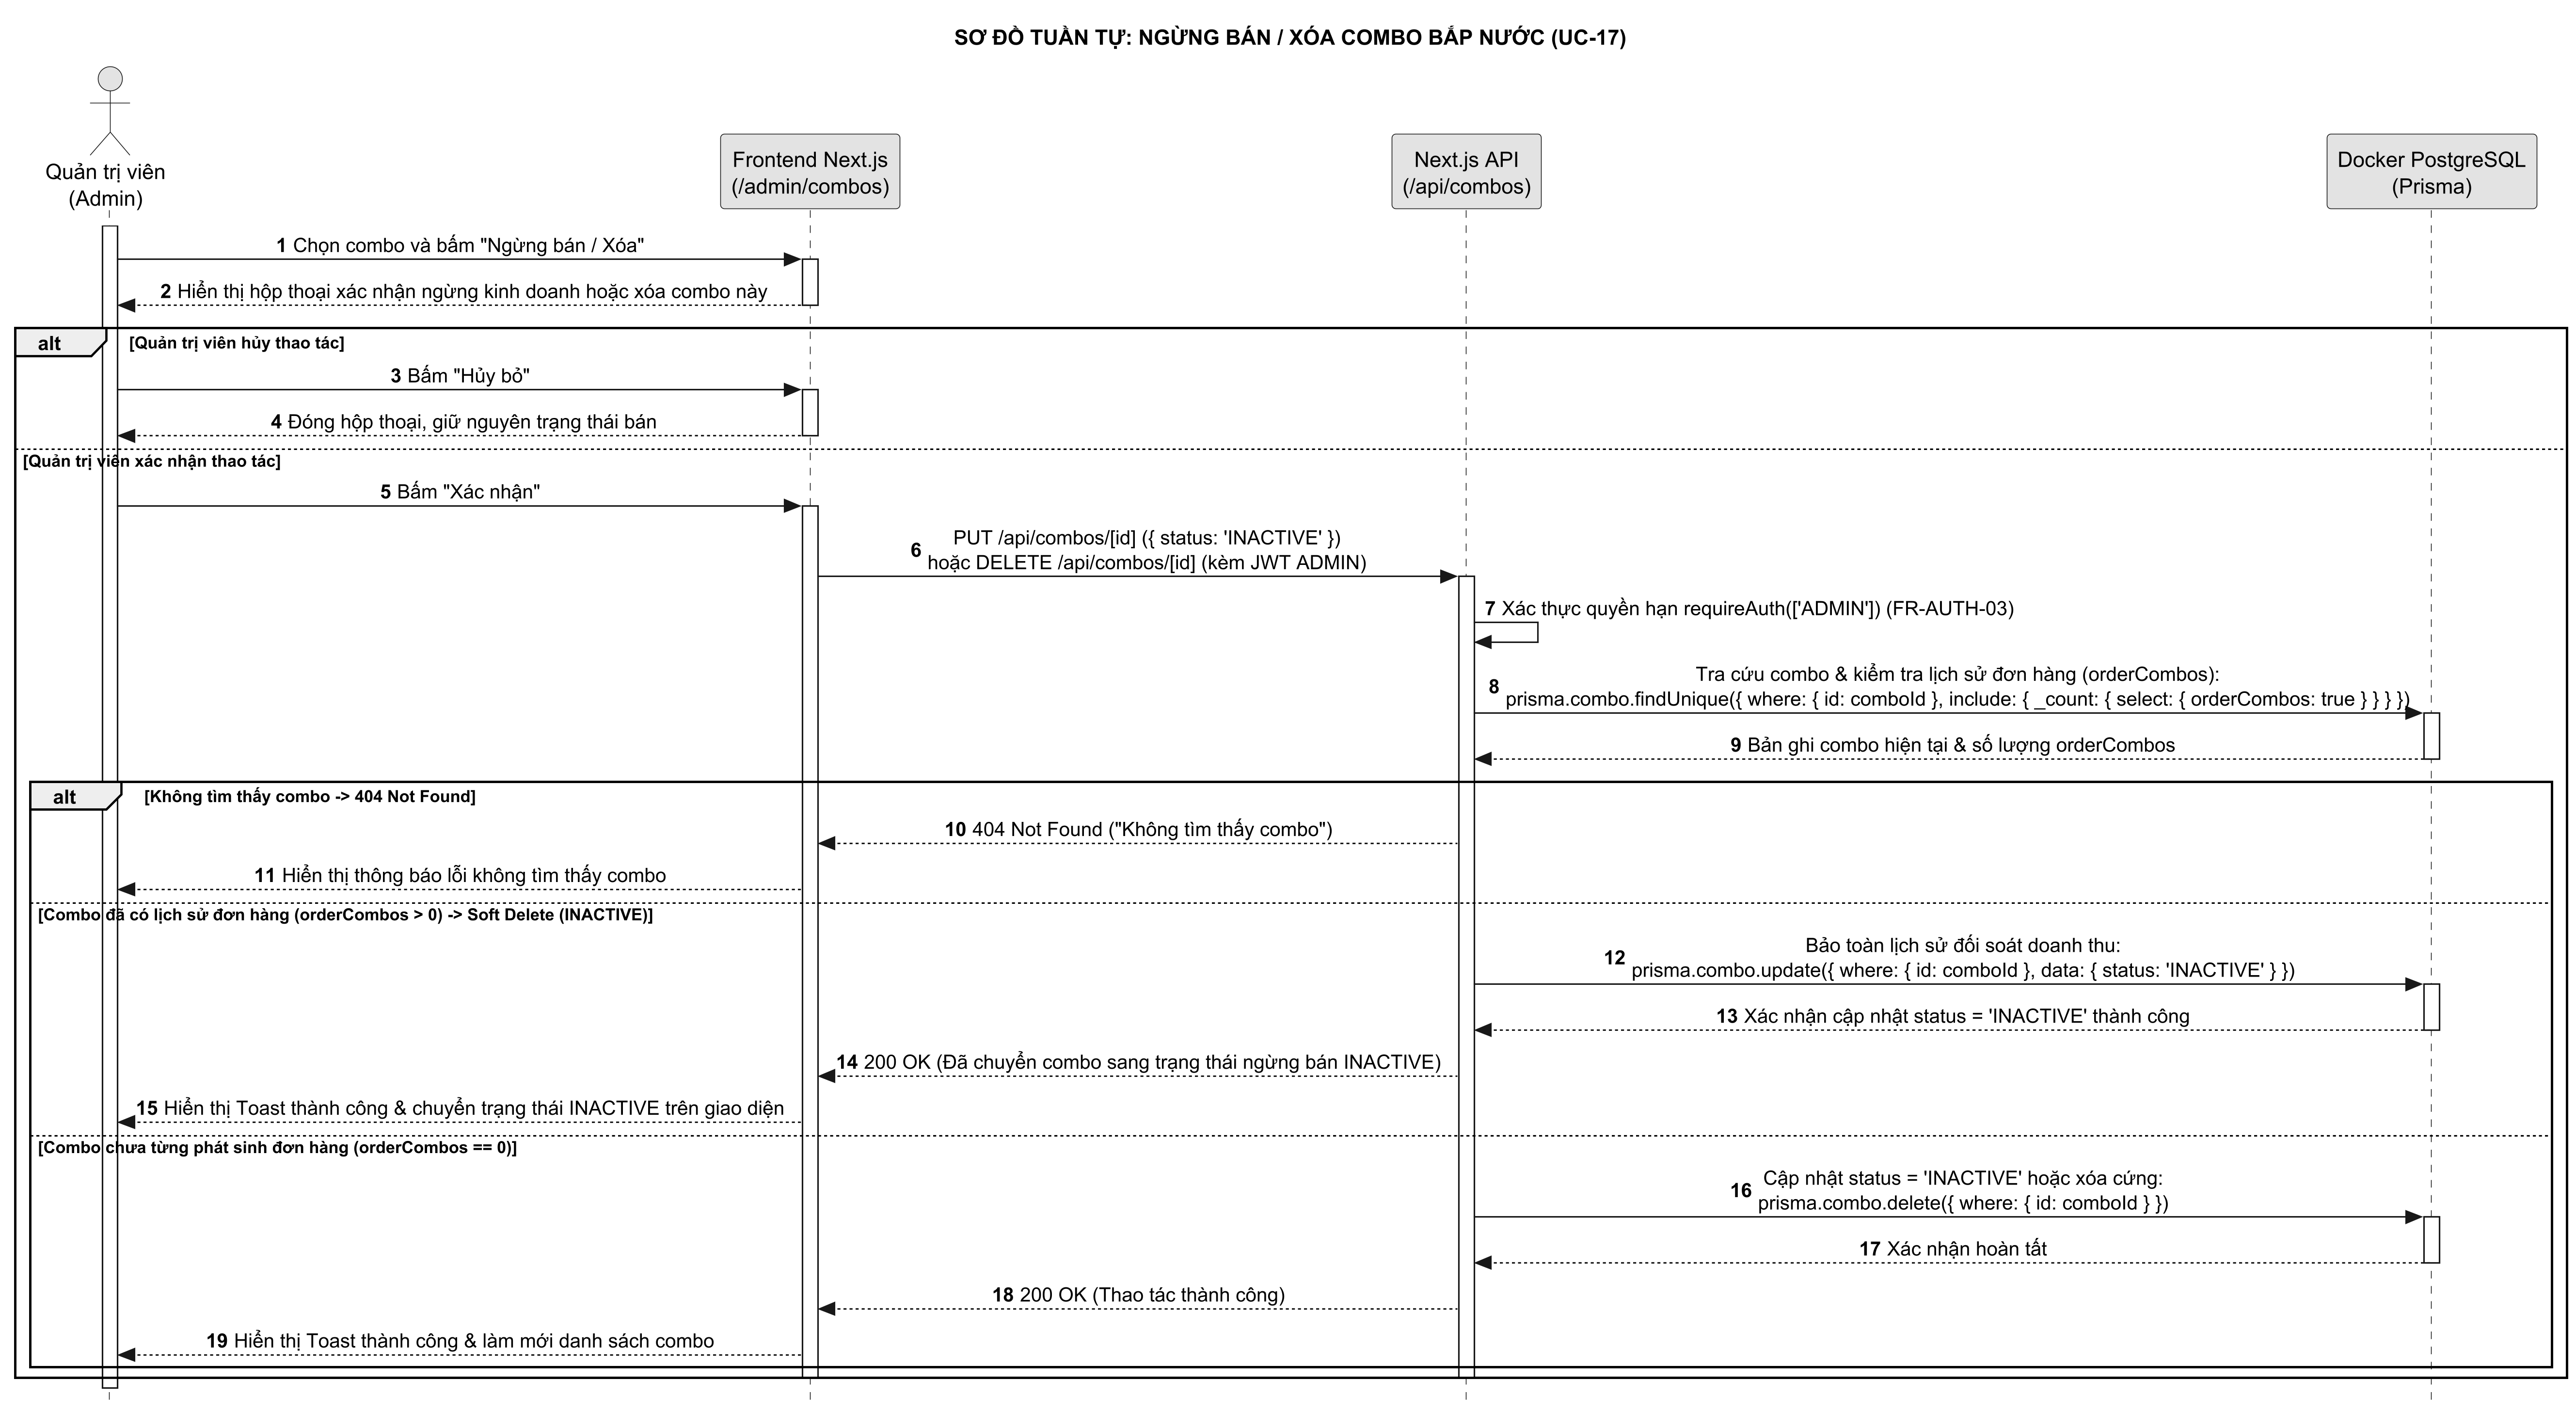 SƠ ĐỒ TUẦN TỰ: NGỪNG BÁN / XÓA COMBO BẮP NƯỚC (UC-17)
Quản trị viên
(Admin)
Frontend Next.js
(/admin/combos)
Next.js API
(/api/combos)
Docker PostgreSQL
(Prisma)
1 Chọn combo và bấm "Ngừng bán / Xóa"
2 Hiển thị hộp thoại xác nhận ngừng kinh doanh hoặc xóa combo này
alt [Quản trị viên hủy thao tác]
3 Bấm "Hủy bỏ"
4 Đóng hộp thoại, giữ nguyên trạng thái bán
[Quản trị viên xác nhận thao tác]
5 Bấm "Xác nhận"
6 PUT /api/combos/[id] ({ status: 'INACTIVE' })
hoặc DELETE /api/combos/[id] (kèm JWT ADMIN)
7 Xác thực quyền hạn requireAuth(['ADMIN']) (FR-AUTH-03)
8 Tra cứu combo & kiểm tra lịch sử đơn hàng (orderCombos):
prisma.combo.findUnique({ where: { id: comboId }, include: { _count: { select: { orderCombos: true } } } })
9 Bản ghi combo hiện tại & số lượng orderCombos
alt [Không tìm thấy combo -> 404 Not Found]
10 404 Not Found ("Không tìm thấy combo")
11 Hiển thị thông báo lỗi không tìm thấy combo
[Combo đã có lịch sử đơn hàng (orderCombos > 0) -> Soft Delete (INACTIVE)]
12 Bảo toàn lịch sử đối soát doanh thu:
prisma.combo.update({ where: { id: comboId }, data: { status: 'INACTIVE' } })
13 Xác nhận cập nhật status = 'INACTIVE' thành công
14 200 OK (Đã chuyển combo sang trạng thái ngừng bán INACTIVE)
15 Hiển thị Toast thành công & chuyển trạng thái INACTIVE trên giao diện
[Combo chưa từng phát sinh đơn hàng (orderCombos == 0)]
16 Cập nhật status = 'INACTIVE' hoặc xóa cứng:
prisma.combo.delete({ where: { id: comboId } })
17 Xác nhận hoàn tất
18 200 OK (Thao tác thành công)
19 Hiển thị Toast thành công & làm mới danh sách combo